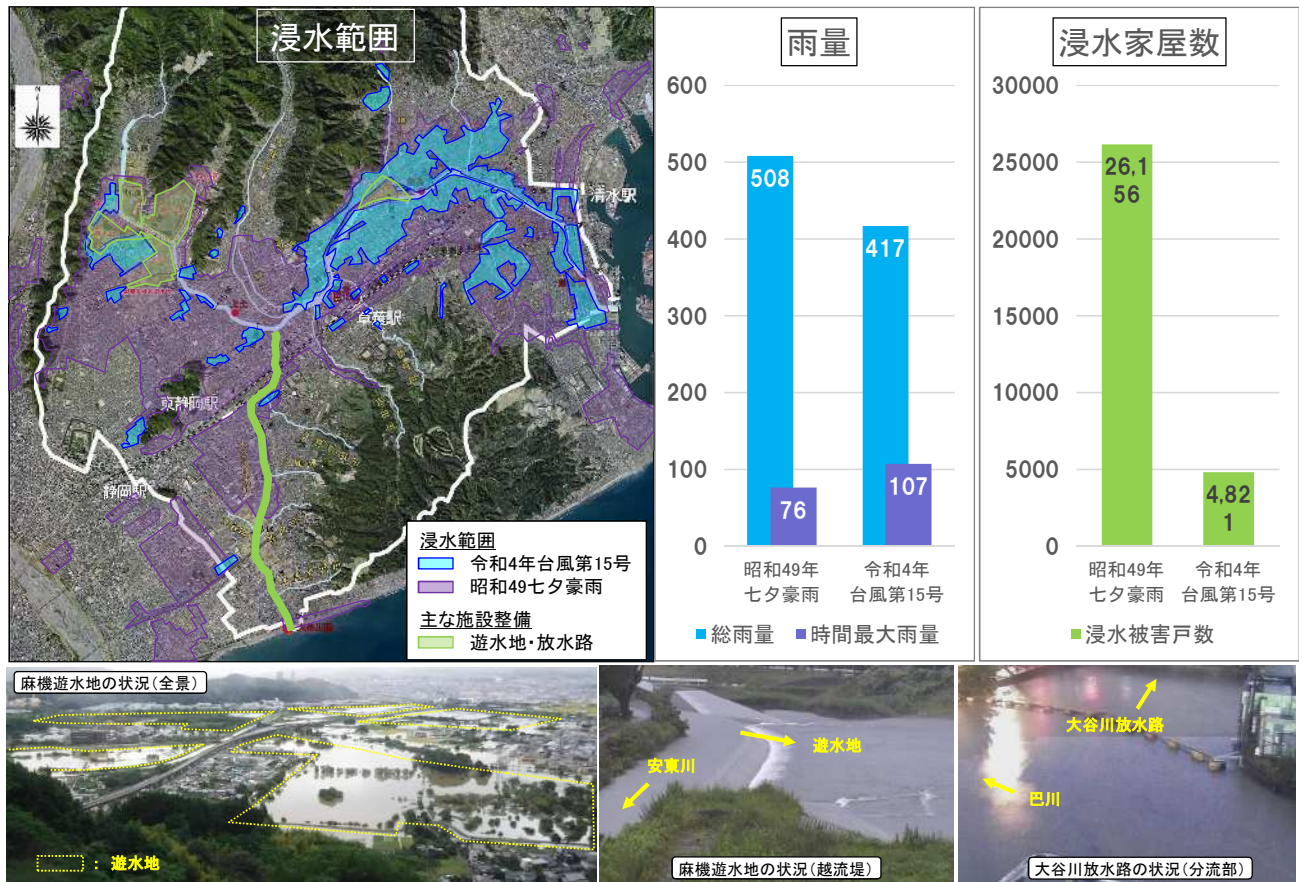 浸水範囲
清水駅
草薙駅
東静岡駅
静岡駅
浸水範囲
令和4年台風第15号
昭和49七夕豪雨
主な施設整備
遊水地・放水路
雨量
600
500
400
300
200
100
0
508
76
417
107
昭和49年
七夕豪雨
令和4年
台風第15号
総雨量
時間最大雨量
浸水家屋数
30000
25000
20000
15000
10000
5000
0
26,1
56
4,82
1
昭和49年
七夕豪雨
令和4年
台風第15号
浸水被害戸数
麻機遊水地の状況(全景)
: 遊水地
遊水地
安東川
麻機遊水地の状況(越流堤)
大谷川放水路
巴川
大谷川放水路の状況(分流部)